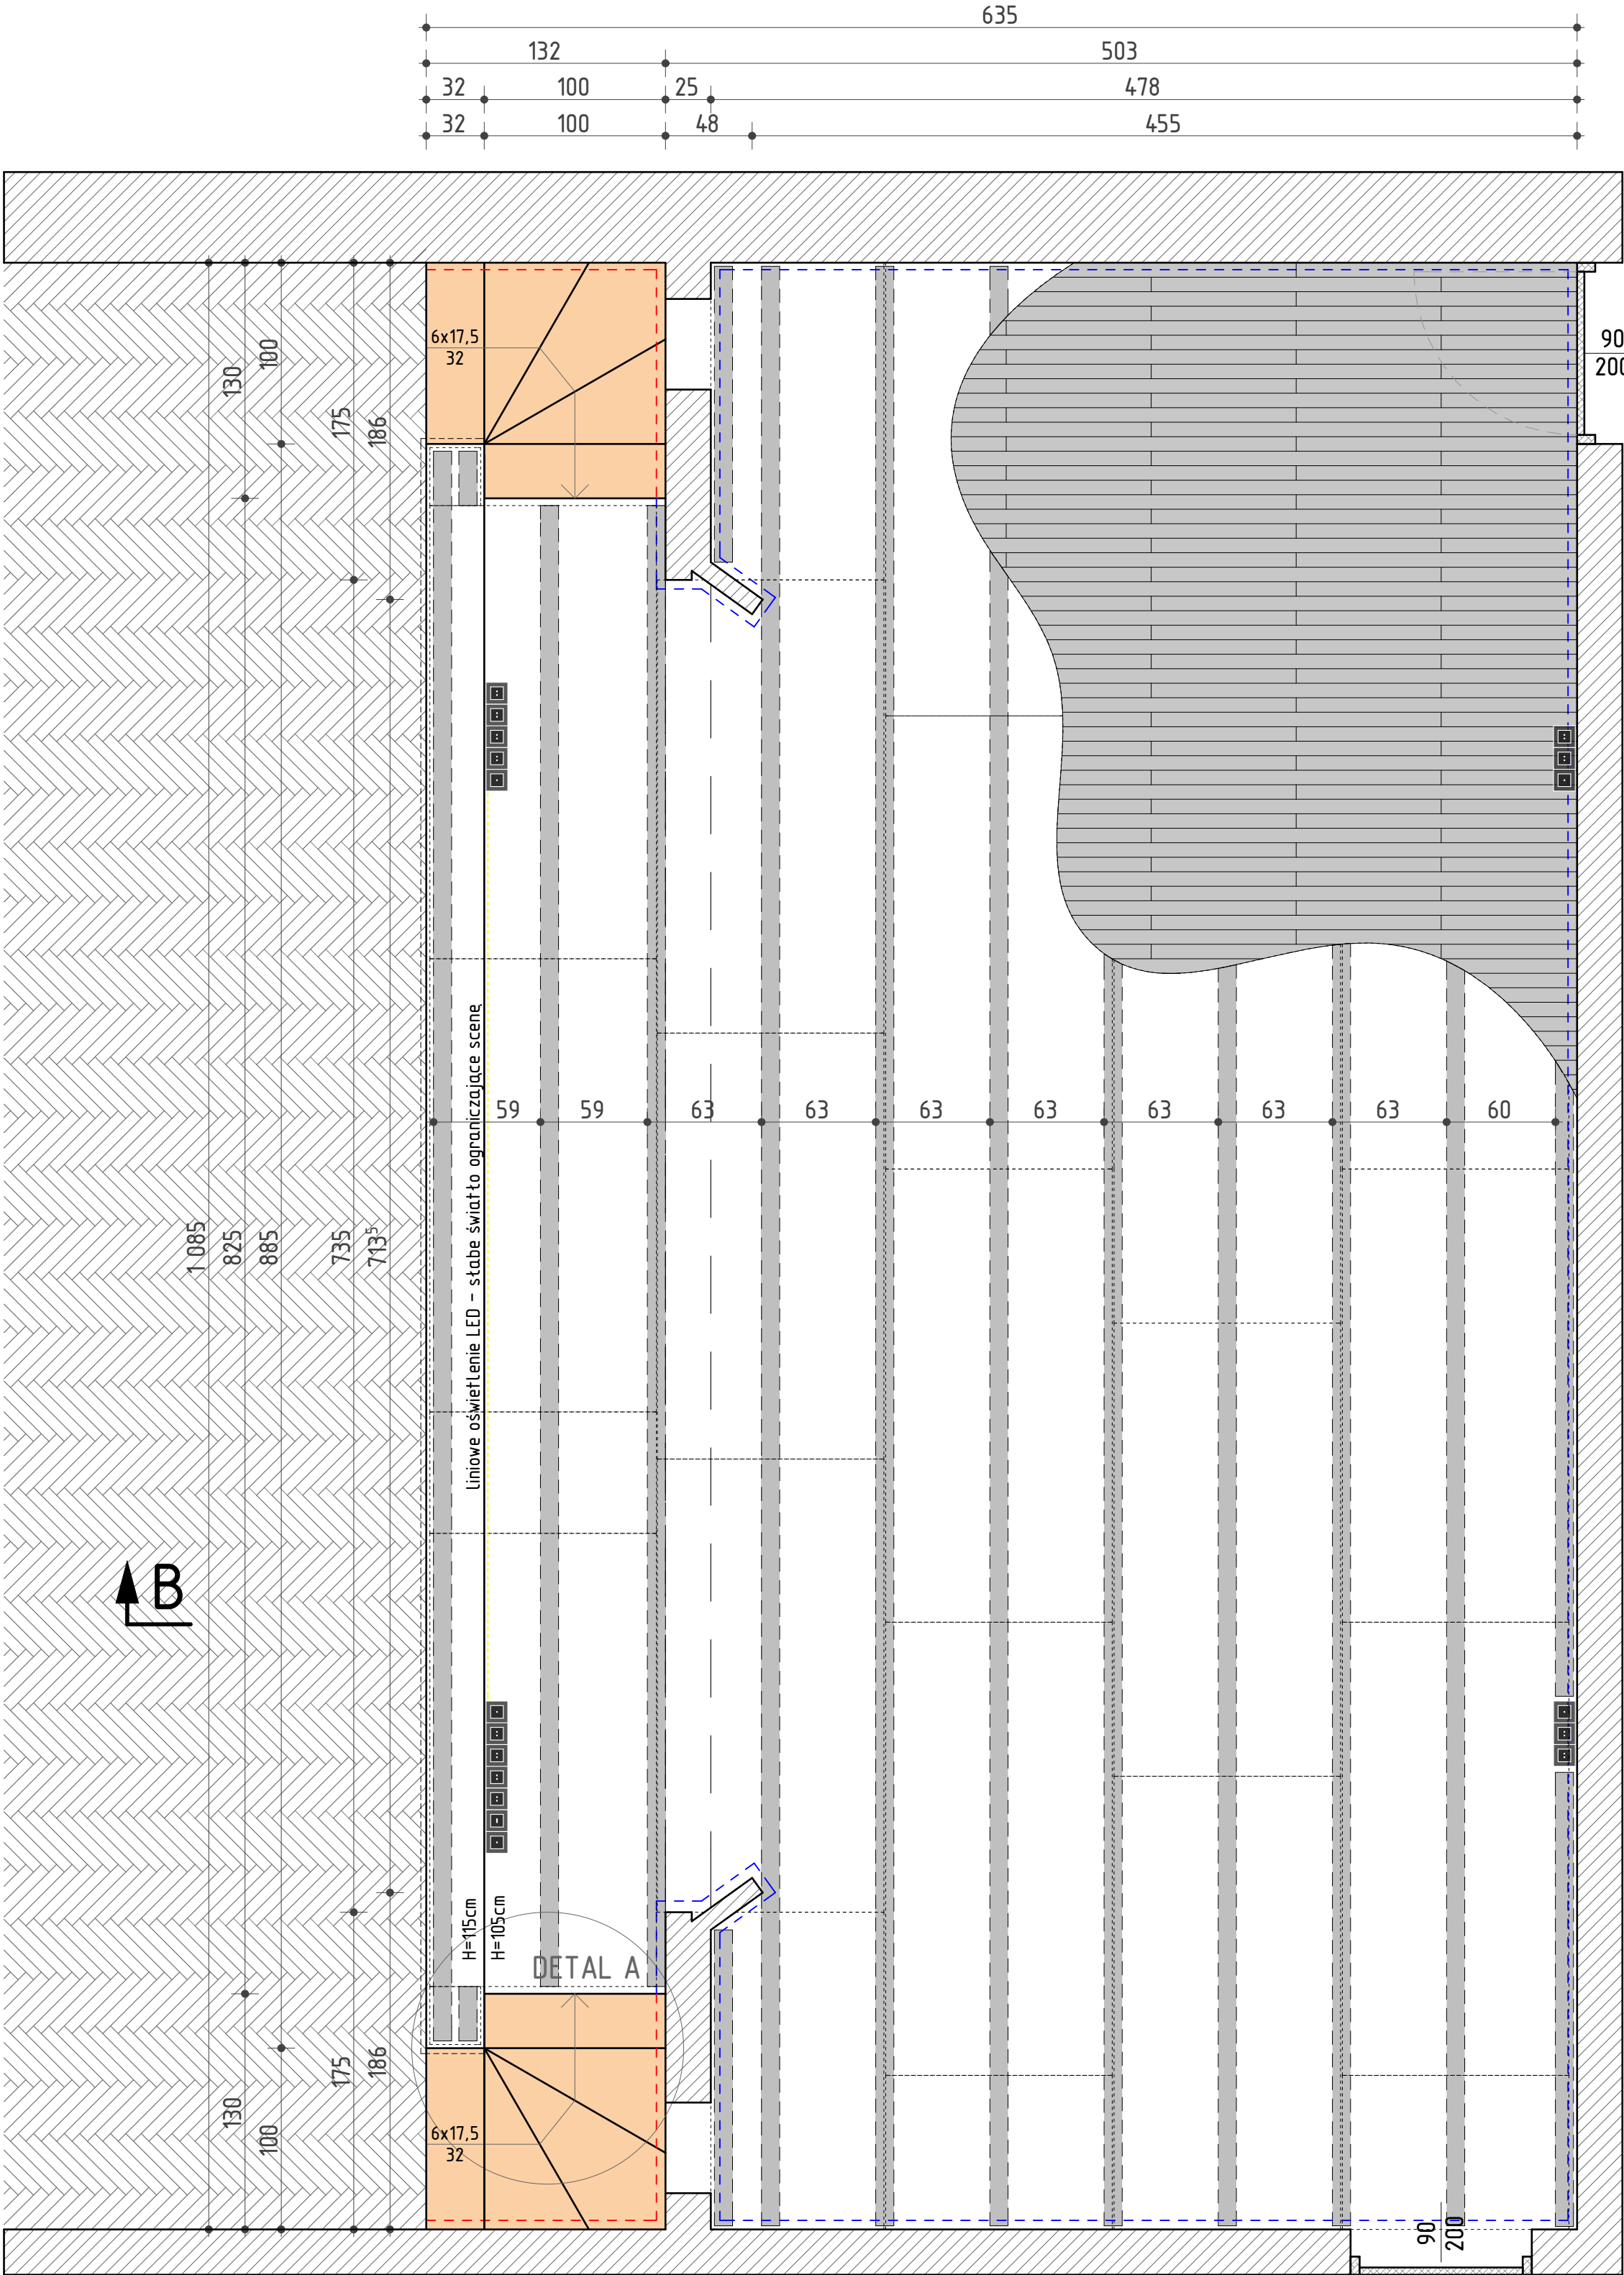 635
132 503
32 100 25 478
32 100 48 455
6x17,5
32
90
200
100
130
175
186
liniowe oświetlenie LED - słabe światło ograniczające scenę
59 59 63 63 63 63 63 63 63 60
1 085
825
885
735
713⁵
B
H=115cm
H=105cm
DETAL A
175
186
130
100
6x17,5
32
90
200